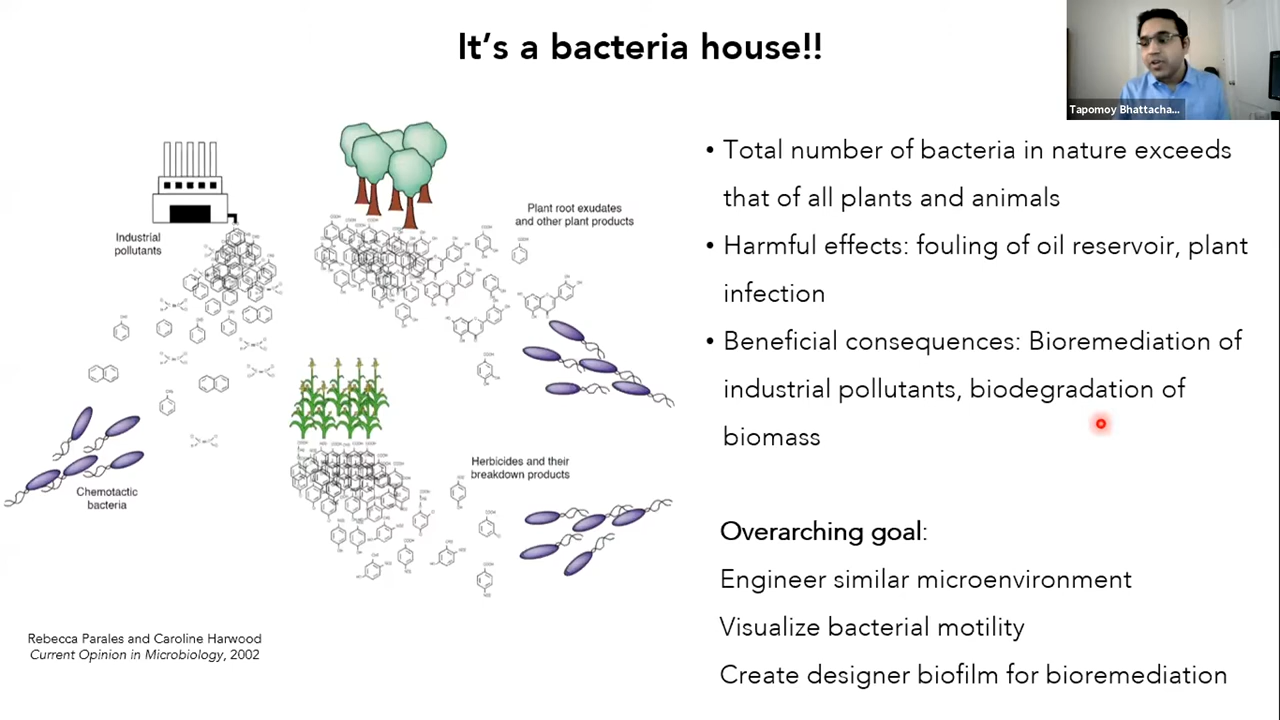 It's a bacteria house!!
Tapomoy Bhattacha...
Industrial
pollutants
Plant root exudates
and other plant products
Chemotactic
bacteria
Herbicides and their
breakdown products
Rebecca Parales and Caroline Harwood
Current Opinion in Microbiology, 2002
• Total number of bacteria in nature exceeds
that of all plants and animals
• Harmful effects: fouling of oil reservoir, plant
infection
• Beneficial consequences: Bioremediation of
industrial pollutants, biodegradation of
biomass
Overarching goal:
Engineer similar microenvironment
Visualize bacterial motility
Create designer biofilm for bioremediation